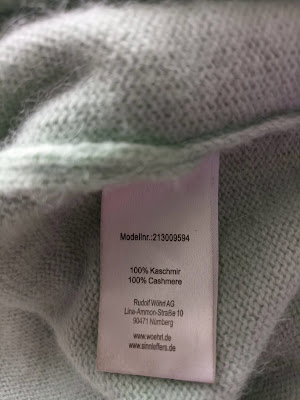 Modellnr.:213009594
100% Kaschmir
100% Cashmere
Rudolf Wöhrl AG
Lina-Ammon-Straße 10
90471 Nürnberg
www.woehrl.de
www.sinnleffers.de